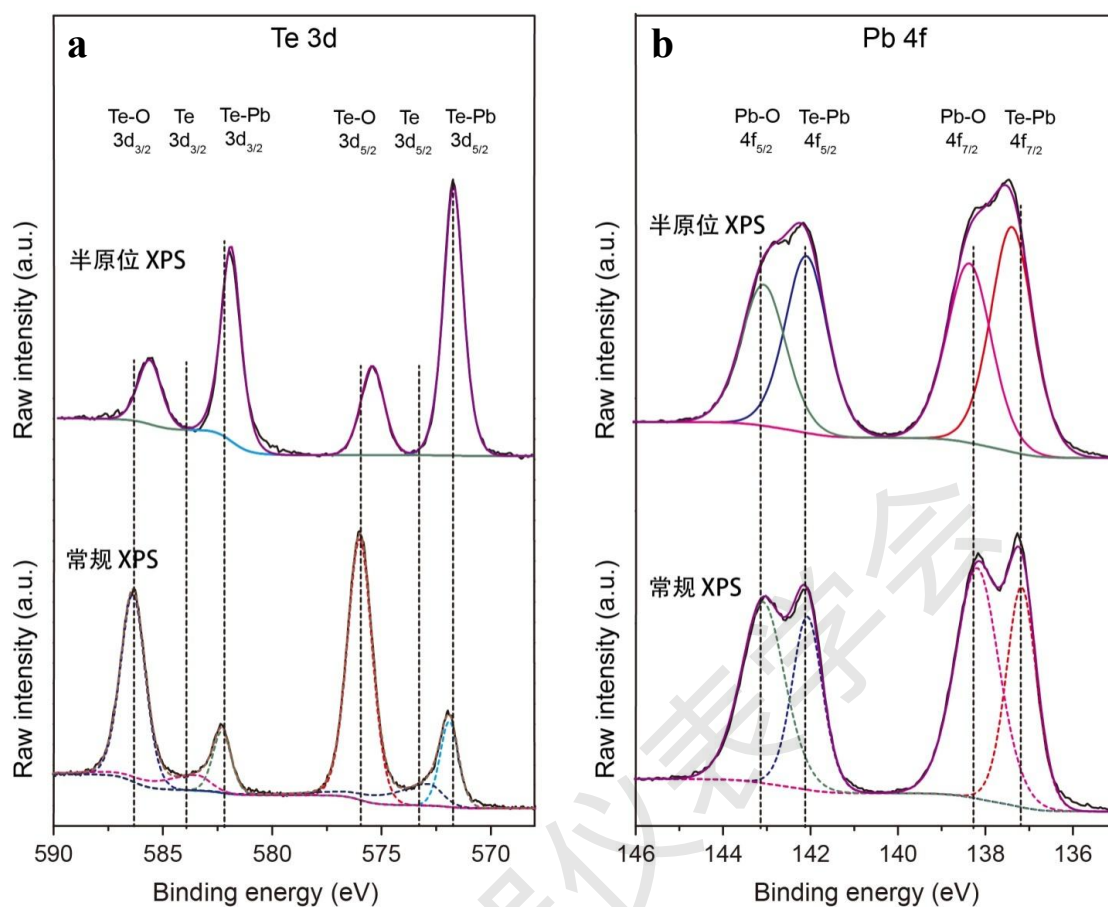 a
Te 3d
Te-O Te Te-Pb Te-O Te Te-Pb
3d3/2 3d3/2 3d3/2 3d5/2 3d5/2 3d5/2
半原位 XPS
常规 XPS
Raw intensity (a.u.)
Raw intensity (a.u.)
590 585 580 575 570
Binding energy (eV)
b
Pb 4f
Pb-O Te-Pb Pb-O Te-Pb
4f5/2 4f5/2 4f7/2 4f7/2
半原位 XPS
常规 XPS
Raw intensity (a.u.)
Raw intensity (a.u.)
146 144 142 140 138 136
Binding energy (eV)
仪表学会